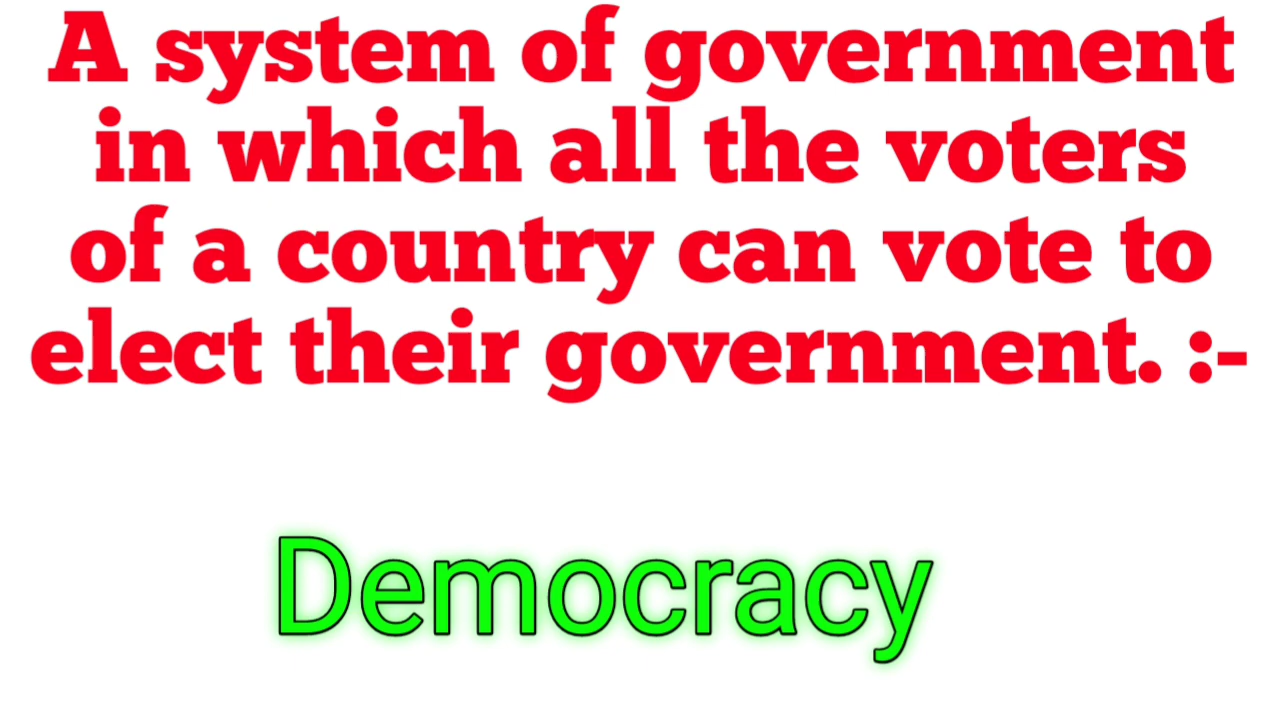 A system of government
in which all the voters
of a country can vote to
elect their government. :-
Democracy